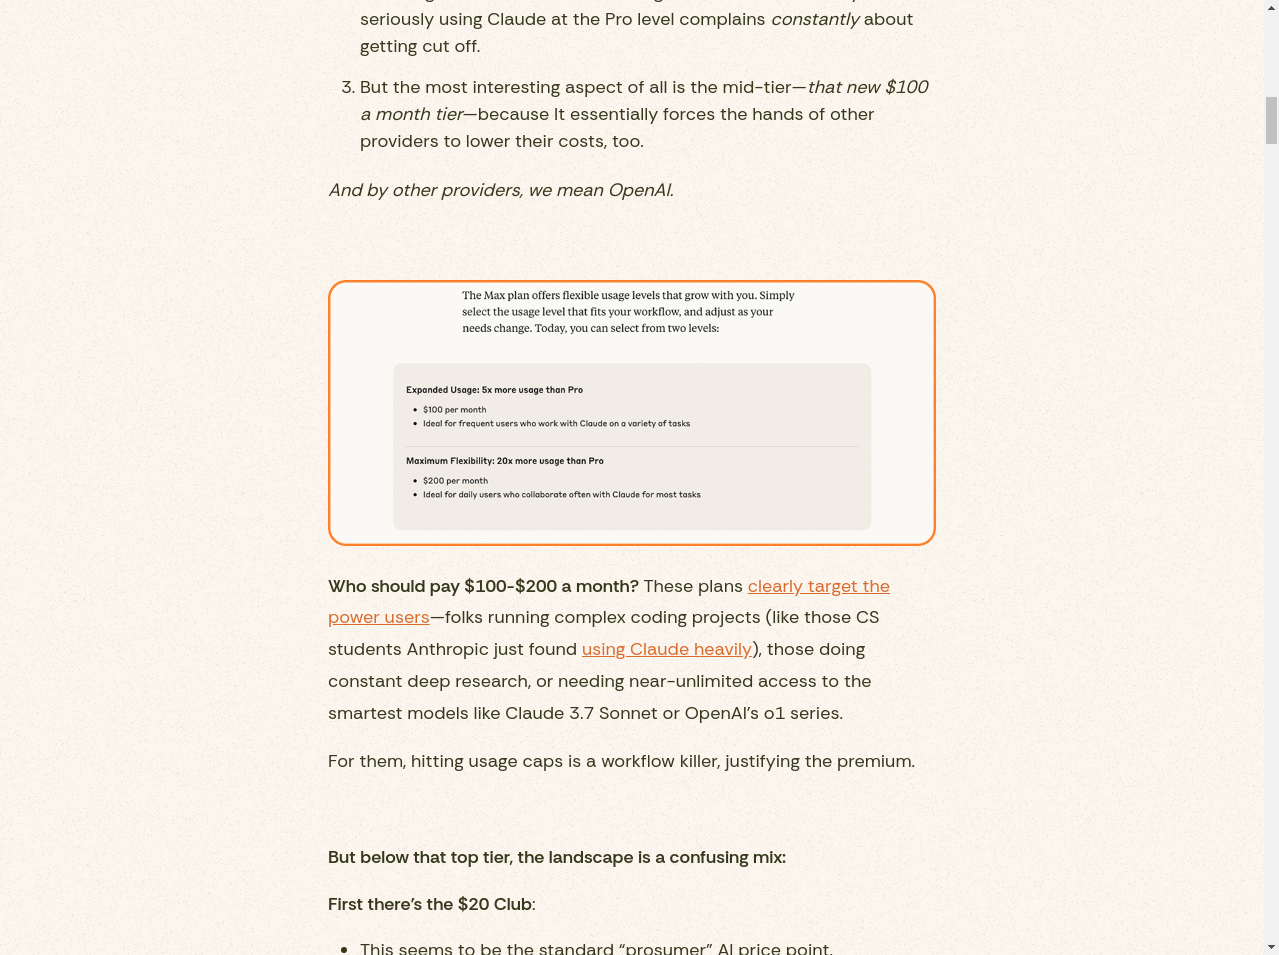 seriously using Claude at the Pro level complains constantly about
getting cut off.
3. But the most interesting aspect of all is the mid-tier—that new $100
a month tier—because It essentially forces the hands of other
providers to lower their costs, too.
And by other providers, we mean OpenAI.
The Max plan offers flexible usage levels that grow with you. Simply
select the usage level that fits your workflow, and adjust as your
needs change. Today, you can select from two levels:
Expanded Usage: 5x more usage than Pro
• $100 per month
• Ideal for frequent users who work with Claude on a variety of tasks
Maximum Flexibility: 20x more usage than Pro
• $200 per month
• Ideal for daily users who collaborate often with Claude for most tasks
Who should pay $100-$200 a month? These plans clearly target the
power users—folks running complex coding projects (like those CS
students Anthropic just found using Claude heavily), those doing
constant deep research, or needing near-unlimited access to the
smartest models like Claude 3.7 Sonnet or OpenAI's o1 series.
For them, hitting usage caps is a workflow killer, justifying the premium.
But below that top tier, the landscape is a confusing mix:
First there's the $20 Club:
• This seems to be the standard “prosumer” AI price point.